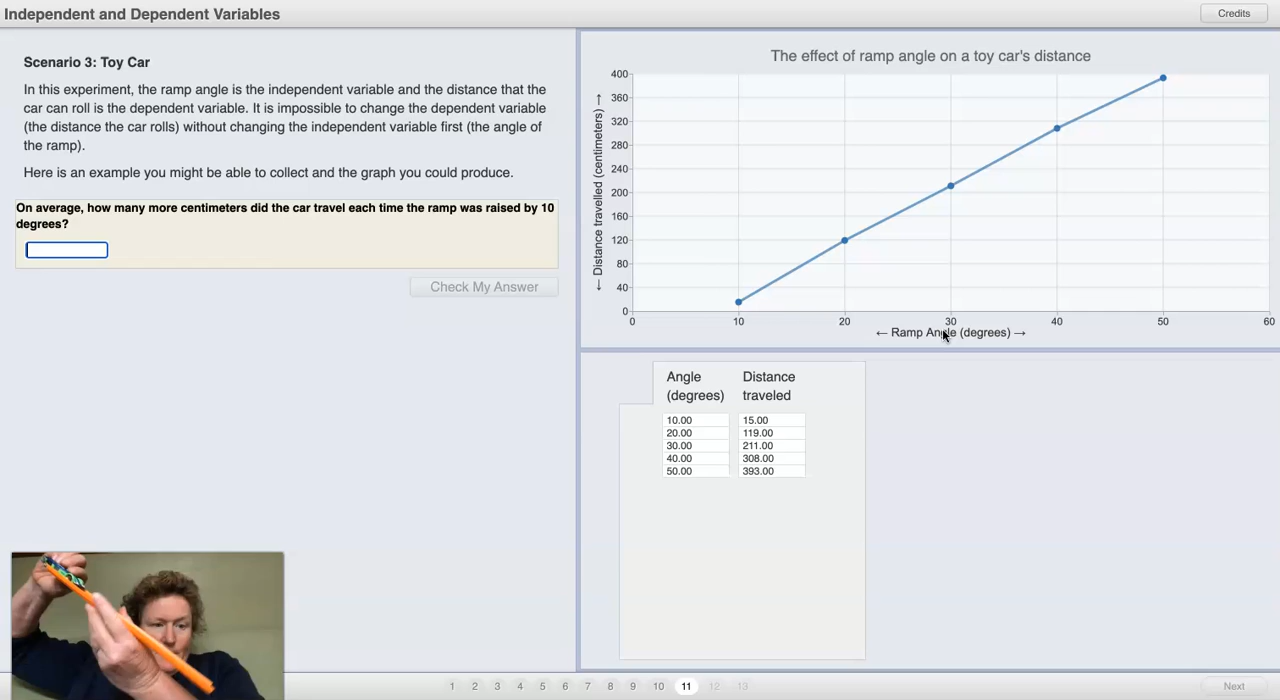 Independent and Dependent Variables
Credits
Scenario 3: Toy Car
In this experiment, the ramp angle is the independent variable and the distance that the
car can roll is the dependent variable. It is impossible to change the dependent variable
(the distance the car rolls) without changing the independent variable first (the angle of
the ramp).
Here is an example you might be able to collect and the graph you could produce.
On average, how many more centimeters did the car travel each time the ramp was raised by 10
degrees?
Check My Answer
The effect of ramp angle on a toy car's distance
← Distance travelled (centimeters) →
400
360
320
280
240
200
160
120
80
40
0
0 10 20 30 40 50 60
← Ramp Angle (degrees) →
Angle Distance
(degrees) traveled
10.00 15.00
20.00 119.00
30.00 211.00
40.00 308.00
50.00 393.00
1 2 3 4 5 6 7 8 9 10 11 12 13
Next